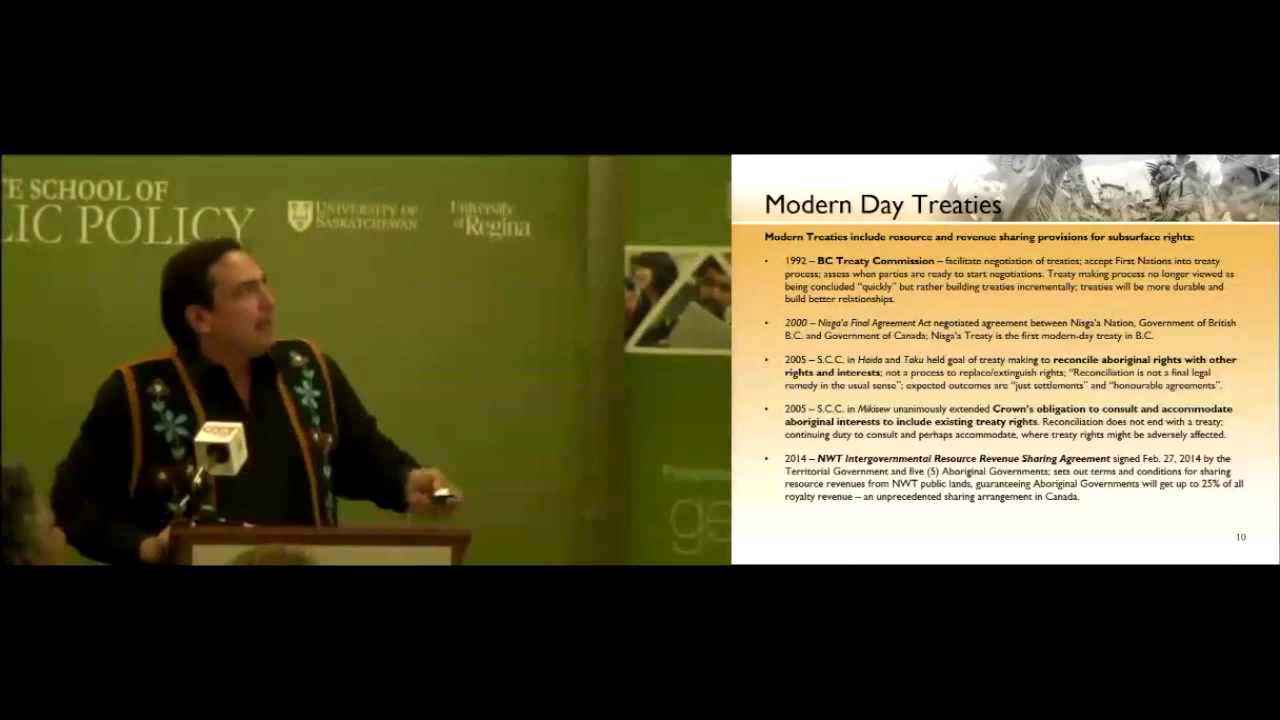 E SCHOOL OF
LIC POLICY
UNIVERSITY OF
SASKATCHEWAN
University
of Regina
ge
Modern Day Treaties
Modern Treaties include resource and revenue sharing provisions for subsurface rights:
• 1992 – BC Treaty Commission – facilitate negotiation of treaties; accept First Nations into treaty
process; assess when parties are ready to start negotiations. Treaty making process no longer viewed as
being concluded “quickly” but rather building treaties incrementally; treaties will be more durable and
build better relationships.
• 2000 – Nisga'a Final Agreement Act negotiated agreement between Nisga'a Nation, Government of British
B.C. and Government of Canada; Nisga'a Treaty is the first modern-day treaty in B.C.
• 2005 – S.C.C. in Haida and Taku held goal of treaty making to reconcile aboriginal rights with other
rights and interests; not a process to replace/extinguish rights; “Reconciliation is not a final legal
remedy in the usual sense”; expected outcomes are “just settlements” and “honourable agreements”.
• 2005 – S.C.C. in Mikisew unanimously extended Crown's obligation to consult and accommodate
aboriginal interests to include existing treaty rights. Reconciliation does not end with a treaty;
continuing duty to consult and perhaps accommodate, where treaty rights might be adversely affected.
• 2014 – NWT Intergovernmental Resource Revenue Sharing Agreement signed Feb. 27, 2014 by the
Territorial Government and five (5) Aboriginal Governments; sets out terms and conditions for sharing
resource revenues from NWT public lands, guaranteeing Aboriginal Governments will get up to 25% of all
royalty revenue – an unprecedented sharing arrangement in Canada.
10